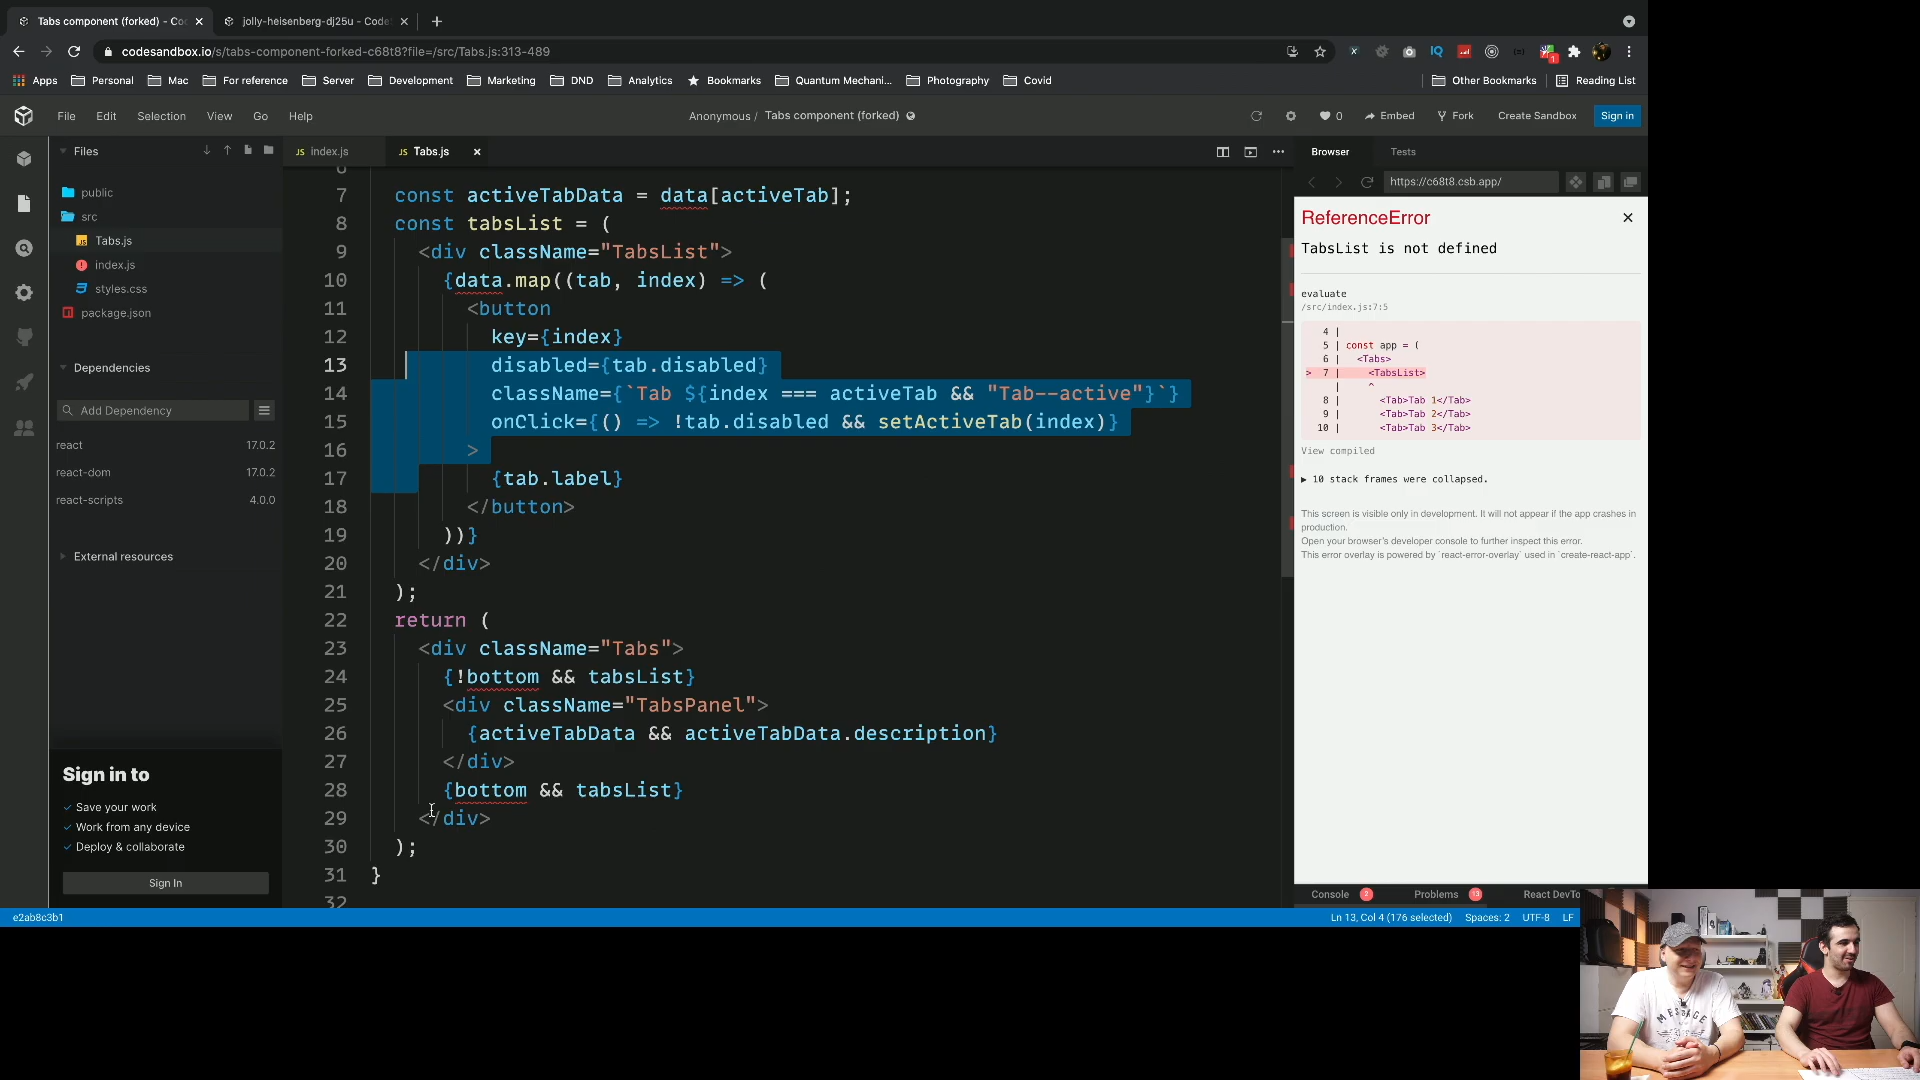 Tabs component (forked) - Co
jolly-heisenberg-dj25u - Code
codesandbox.io/s/tabs-component-forked-c68t8?file=/src/Tabs.js:313-489
Apps
Personal
Mac
For reference
Server
Development
Marketing
DND
Analytics
Bookmarks
Quantum Mechani...
Photography
Covid
Other Bookmarks
Reading List
File
Edit
Selection
View
Go
Help
Anonymous / Tabs component (forked)
0
Embed
Fork
Create Sandbox
Sign in
Files
public
src
Tabs.js
index.js
styles.css
package.json
Dependencies
Add Dependency
react 17.0.2
react-dom 17.0.2
react-scripts 4.0.0
External resources
Sign in to
Save your work
Work from any device
Deploy & collaborate
Sign In
JS index.js
JS Tabs.js
6
7 const activeTabData = data[activeTab];
8 const tabsList = (
9 <div className="TabsList">
10 {data.map((tab, index) => (
11 <button
12 key={index}
13 disabled={tab.disabled}
14 className={`Tab ${index === activeTab && "Tab--active"}`}
15 onClick={() => !tab.disabled && setActiveTab(index)}
16 >
17 {tab.label}
18 </button>
19 ))}
20 </div>
21 );
22 return (
23 <div className="Tabs">
24 {!bottom && tabsList}
25 <div className="TabsPanel">
26 {activeTabData && activeTabData.description}
27 </div>
28 {bottom && tabsList}
29 </div>
30 );
31 }
32
Browser
Tests
https://c68t8.csb.app/
ReferenceError
TabsList is not defined
evaluate
/src/index.js:7:5
4 |
5 | const app = (
6 | <Tabs>
> 7 | <TabsList>
| ^
8 | <Tab>Tab 1</Tab>
9 | <Tab>Tab 2</Tab>
10 | <Tab>Tab 3</Tab>
View compiled
▶ 10 stack frames were collapsed.
This screen is visible only in development. It will not appear if the app crashes in
production.
Open your browser's developer console to further inspect this error.
This error overlay is powered by `react-error-overlay` used in `create-react-app`.
Console 2
Problems 13
React DevTo
e2ab8c3b1
Ln 13, Col 4 (176 selected)
Spaces: 2
UTF-8
LF